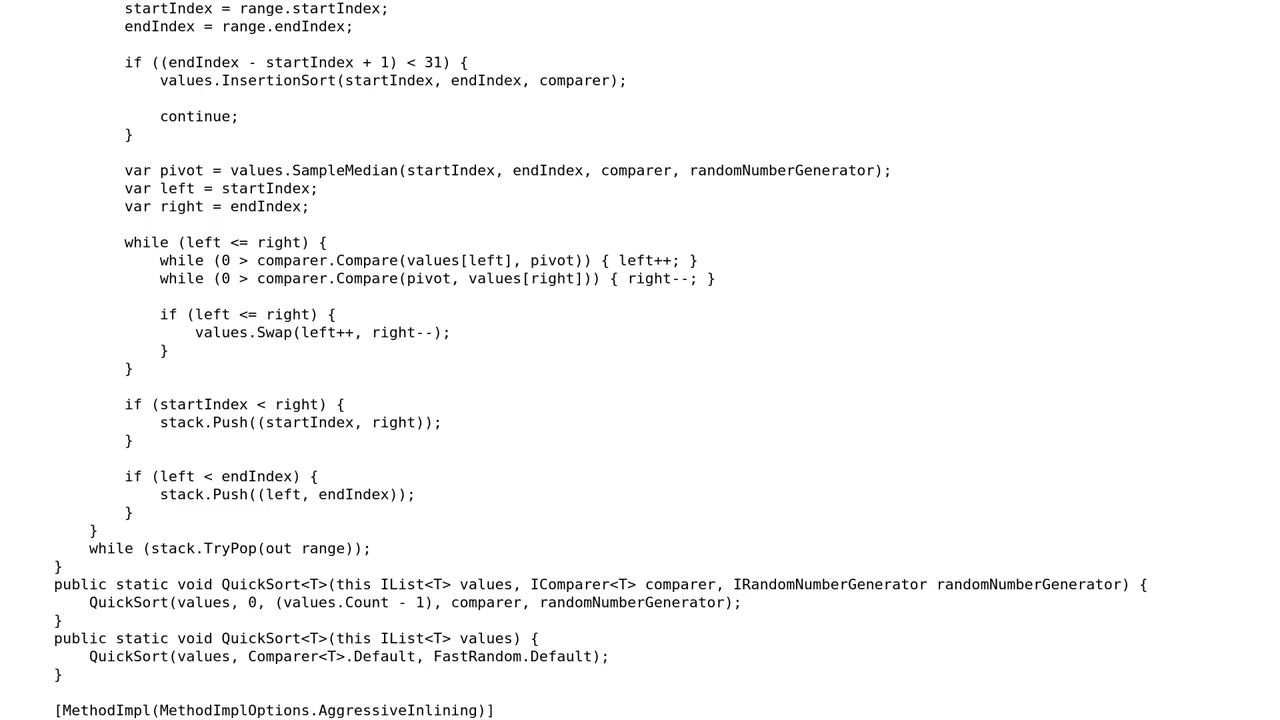 startIndex = range.startIndex;
endIndex = range.endIndex;
if ((endIndex - startIndex + 1) < 31) {
values.InsertionSort(startIndex, endIndex, comparer);
continue;
}
var pivot = values.SampleMedian(startIndex, endIndex, comparer, randomNumberGenerator);
var left = startIndex;
var right = endIndex;
while (left <= right) {
while (0 > comparer.Compare(values[left], pivot)) { left++; }
while (0 > comparer.Compare(pivot, values[right])) { right--; }
if (left <= right) {
values.Swap(left++, right--);
}
}
if (startIndex < right) {
stack.Push((startIndex, right));
}
if (left < endIndex) {
stack.Push((left, endIndex));
}
}
while (stack.TryPop(out range));
}
public static void QuickSort<T>(this IList<T> values, IComparer<T> comparer, IRandomNumberGenerator randomNumberGenerator) {
QuickSort(values, 0, (values.Count - 1), comparer, randomNumberGenerator);
}
public static void QuickSort<T>(this IList<T> values) {
QuickSort(values, Comparer<T>.Default, FastRandom.Default);
}
[MethodImpl(MethodImplOptions.AggressiveInlining)]